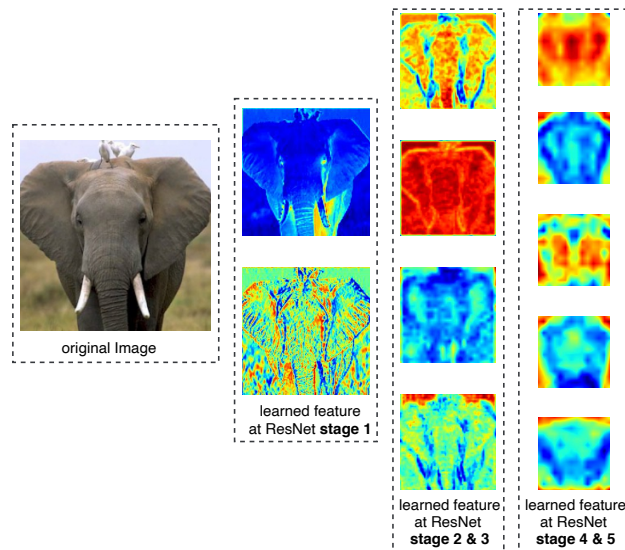 original Image
learned feature
at ResNet stage 1
learned feature
at ResNet
stage 2 & 3
learned feature
at ResNet
stage 4 & 5